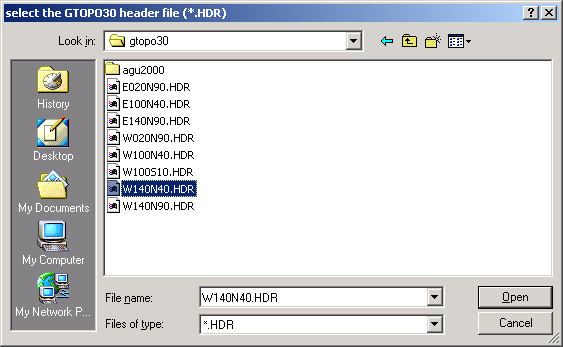 select the GTOPO30 header file (*.HDR)
Look in: gtopo30
History
Desktop
My Documents
My Computer
My Network P...
agu2000
E020N90.HDR
E100N40.HDR
E140N90.HDR
W020N90.HDR
W100N40.HDR
W100S10.HDR
W140N40.HDR
W140N90.HDR
File name: W140N40.HDR Open
Files of type: *.HDR Cancel